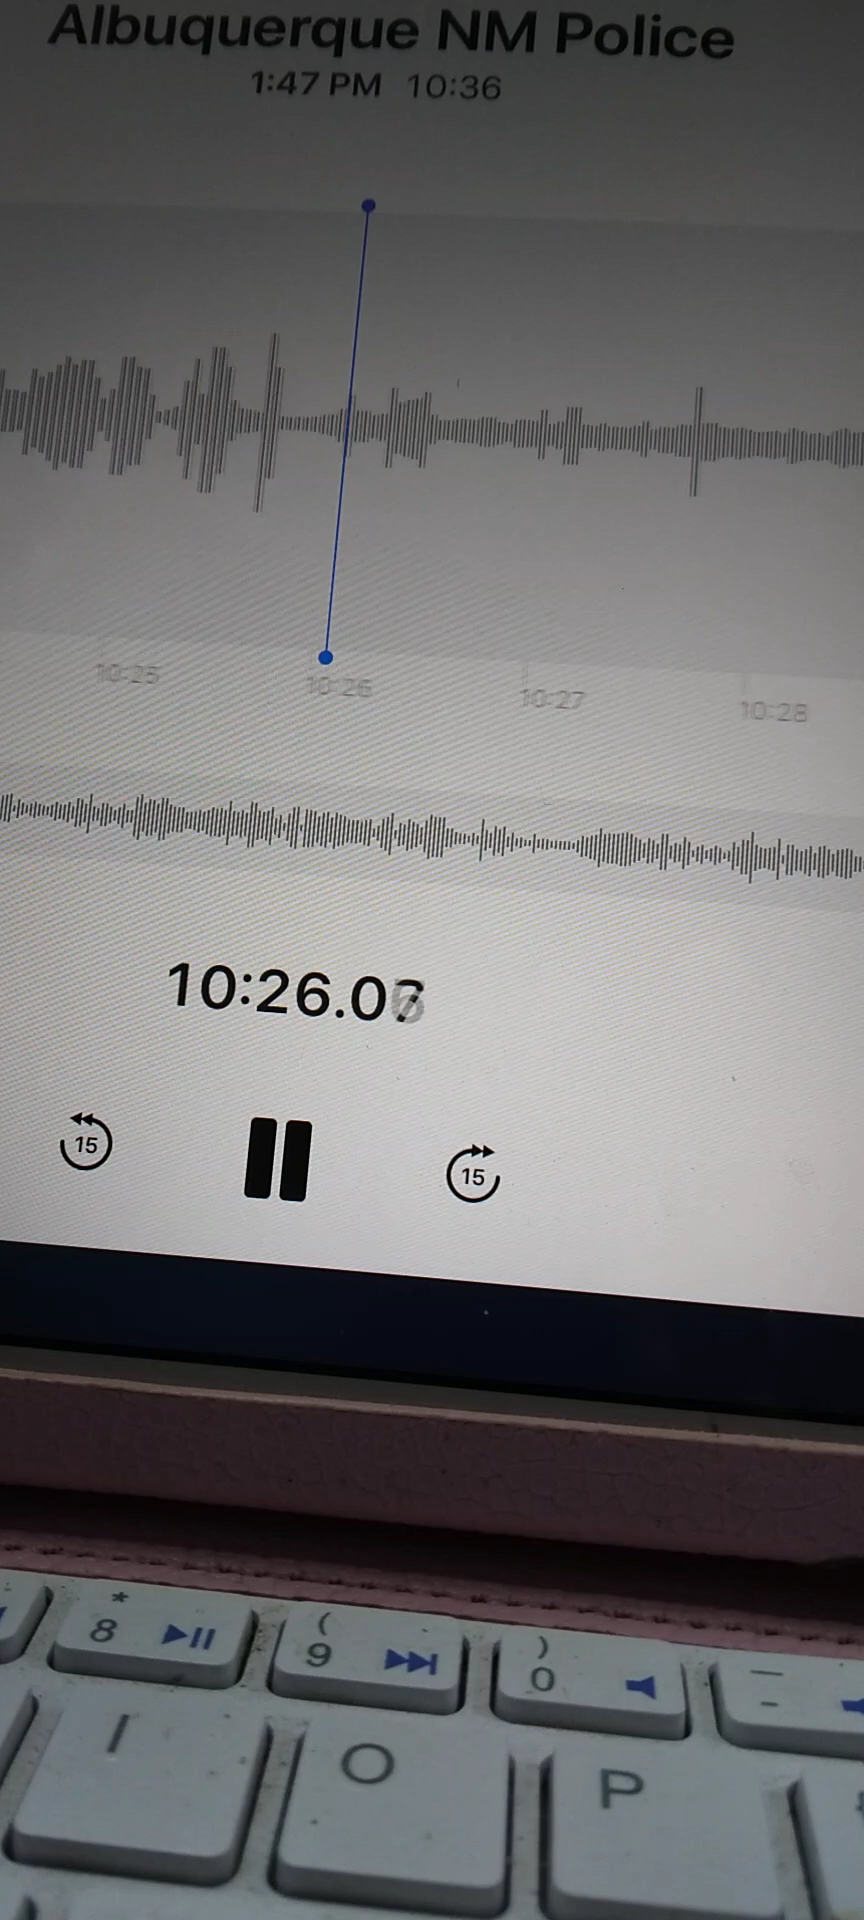 Albuquerque NM Police
1:47 PM 10:36
10:25 10:26 10:27 10:28
10:26.0
15 15
* 8 ( 9 ) 0 — -
I O P